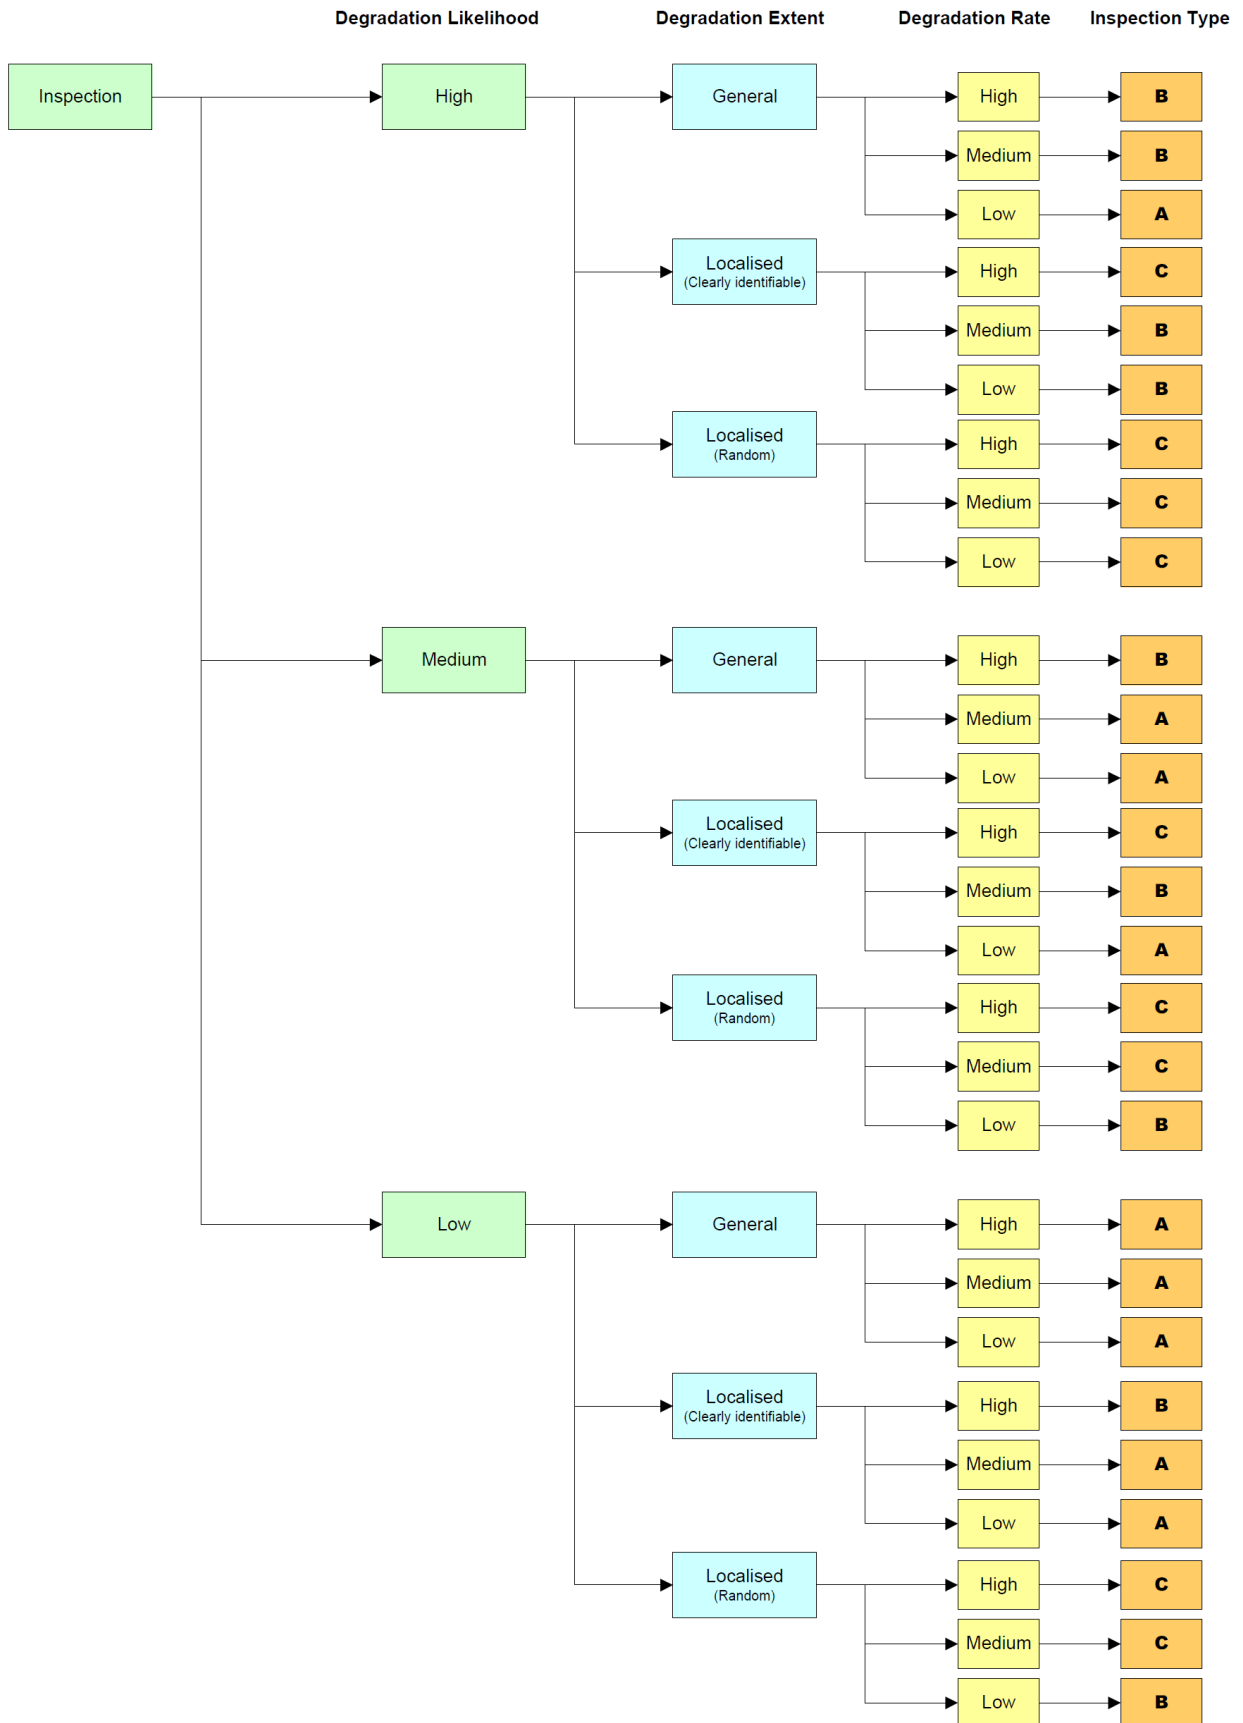 Degradation Likelihood Degradation Extent Degradation Rate Inspection Type
Inspection High General High B
Medium B
Low A
Localised
(Clearly identifiable)
High C
Medium B
Low B
Localised
(Random)
High C
Medium C
Low C
Medium General High B
Medium A
Low A
Localised
(Clearly identifiable)
High C
Medium B
Low A
Localised
(Random)
High C
Medium C
Low B
Low General High A
Medium A
Low A
Localised
(Clearly identifiable)
High B
Medium A
Low A
Localised
(Random)
High C
Medium C
Low B